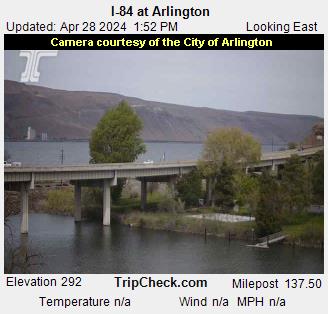 I-84 at Arlington
Updated: Apr 28 2024 1:52 PM Looking East
Camera courtesy of the City of Arlington
Elevation 292 TripCheck.com Milepost 137.50
Temperature n/a Wind n/a MPH n/a